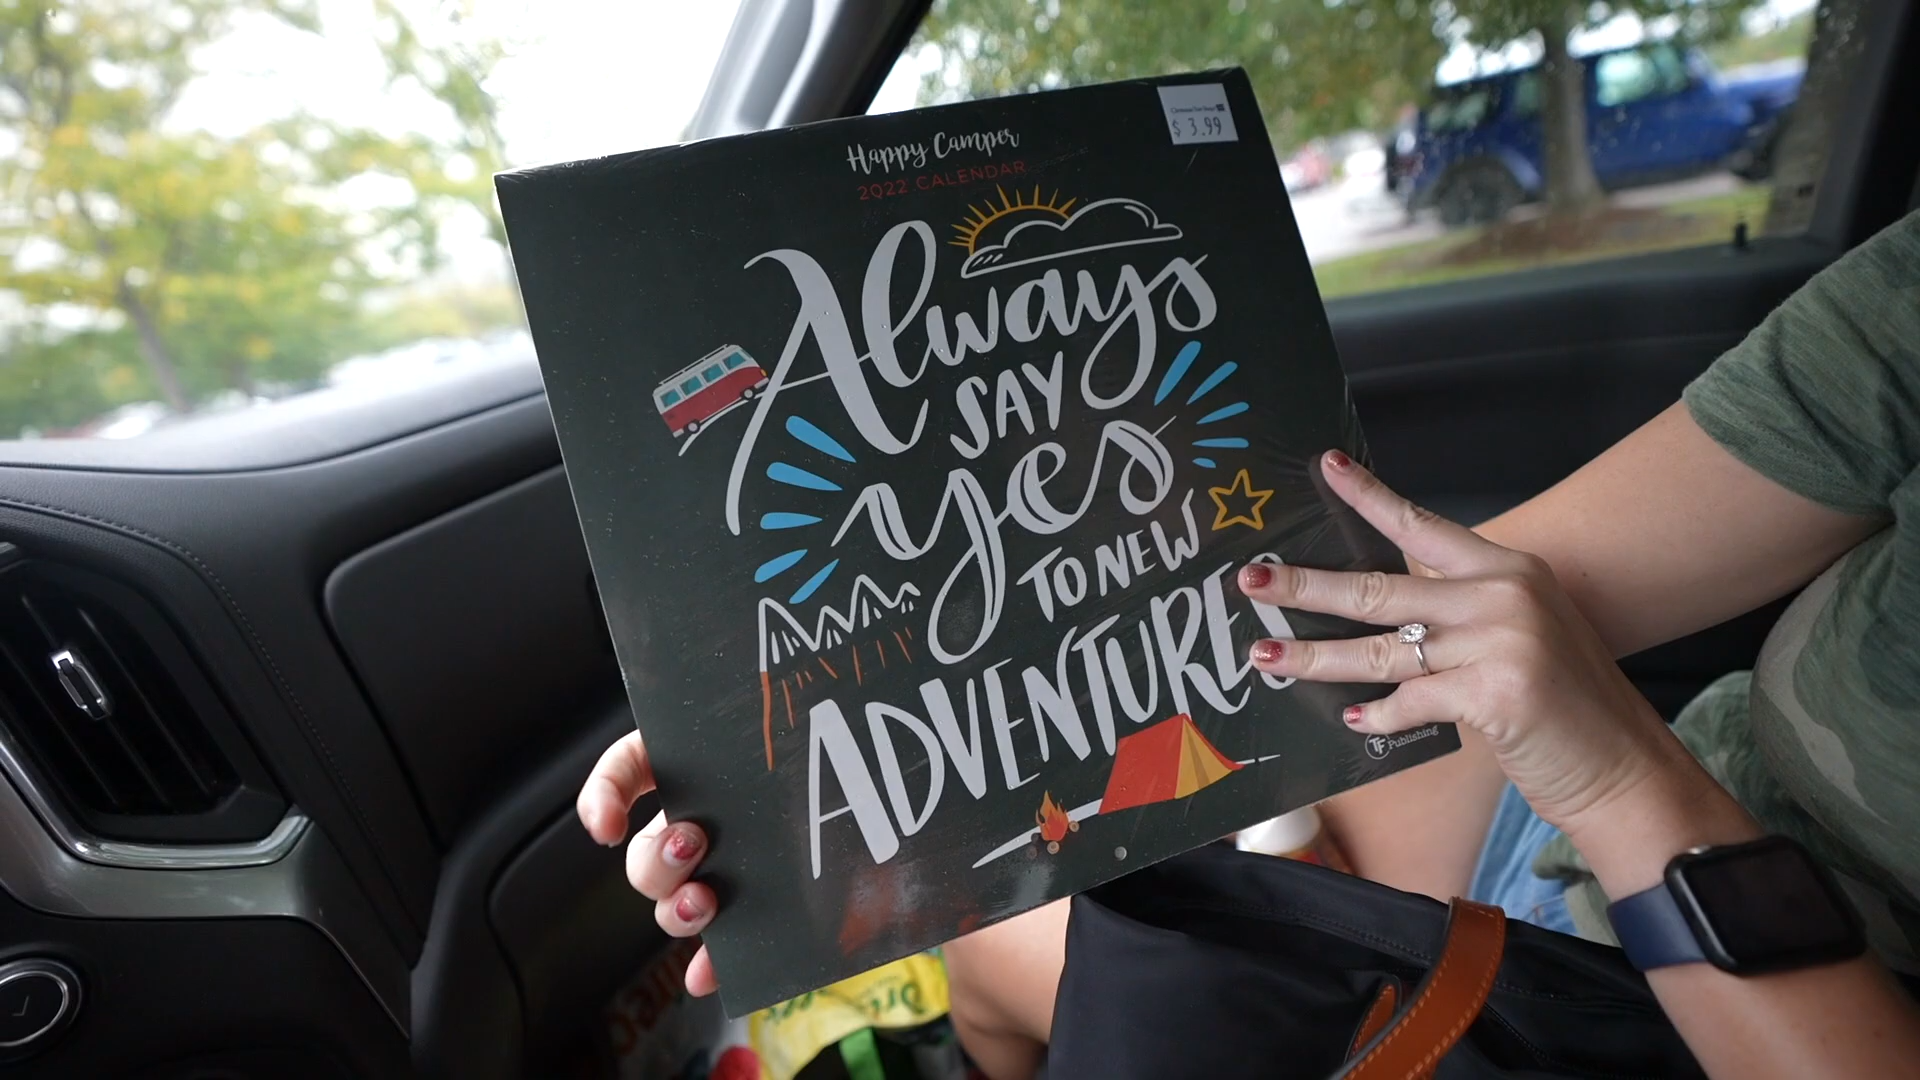 Happy Camper
2022 CALENDAR
$ 3.99
Always
SAY
yes
TO NEW
ADVENTURES
TF Publishing